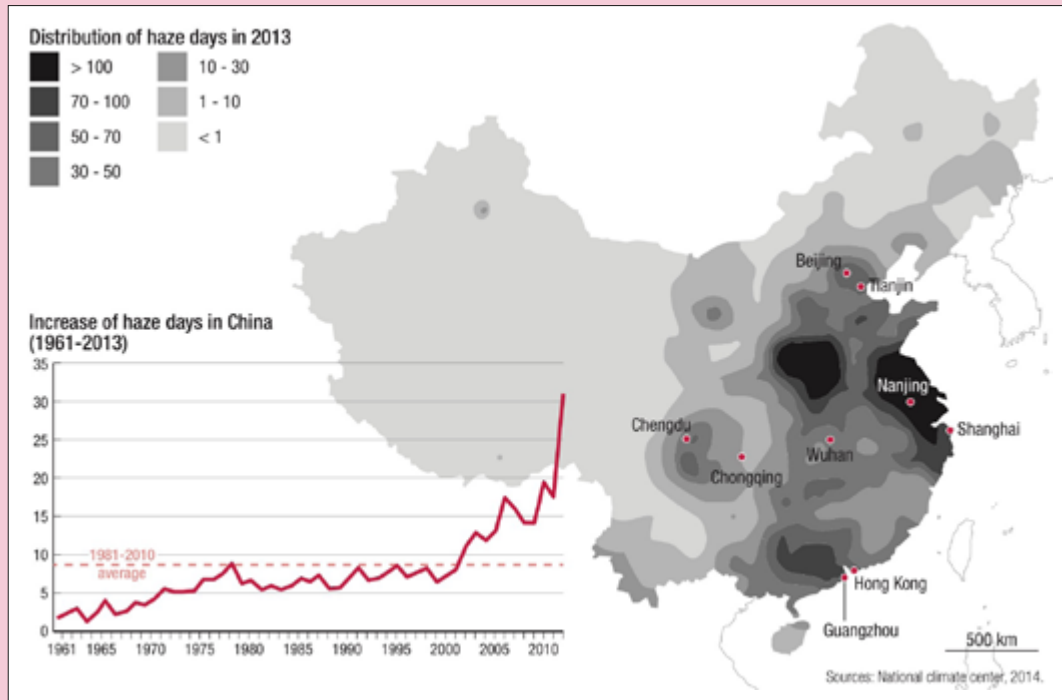 Distribution of haze days in 2013
> 100
70 - 100
50 - 70
30 - 50
10 - 30
1 - 10
< 1
Beijing
Tianjin
Nanjing
Shanghai
Chengdu
Wuhan
Chongqing
Hong Kong
Guangzhou
500 km
Increase of haze days in China
(1961-2013)
35
30
25
20
15
10
5
0
1981-2010
average
1961 1965 1970 1975 1980 1985 1990 1995 2000 2005 2010
Sources: National climate center, 2014.